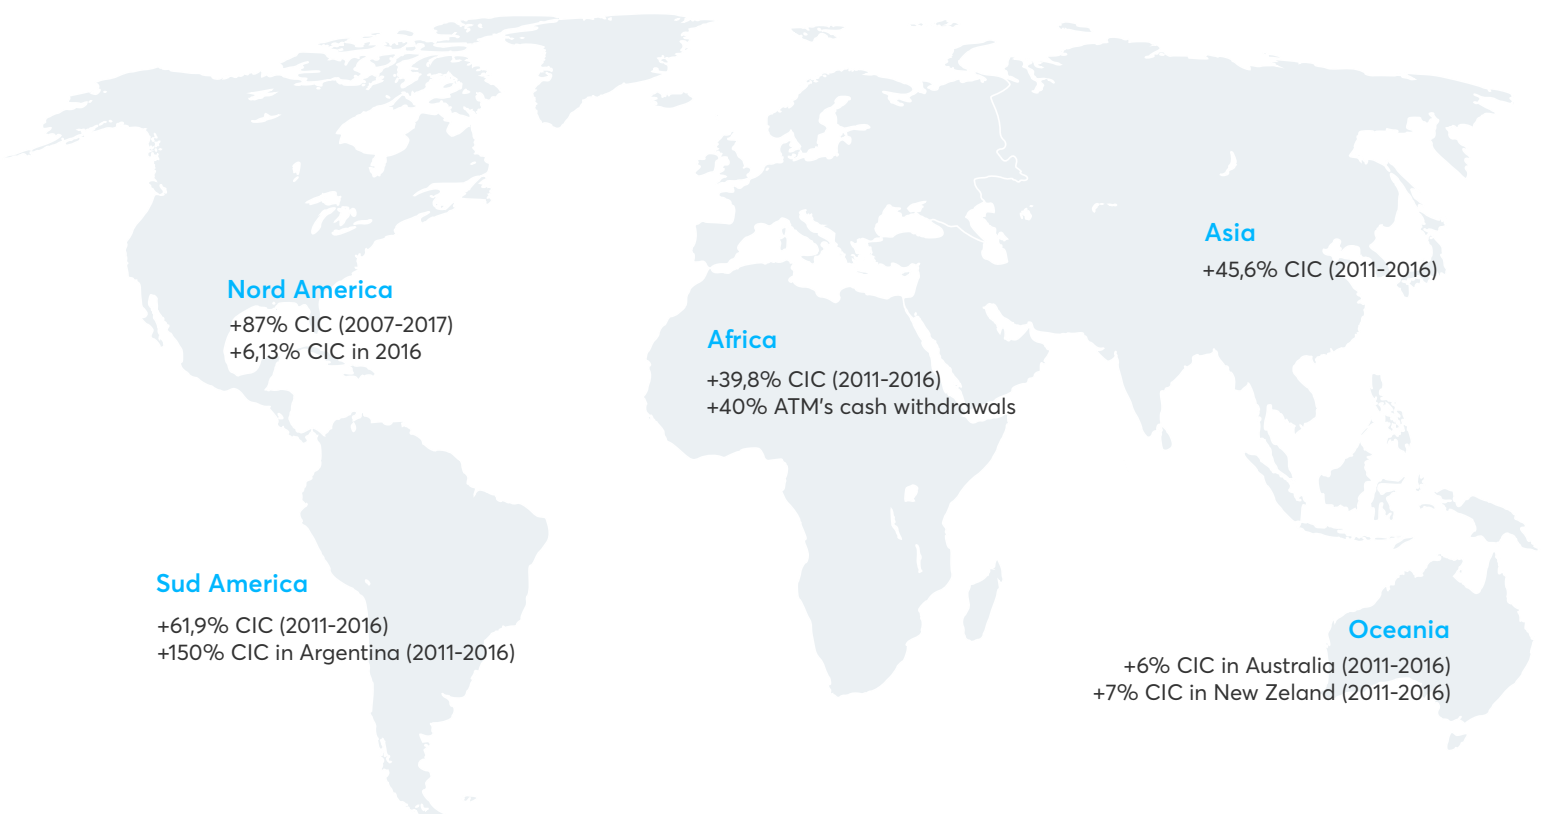 Nord America
+87% CIC (2007-2017)
+6,13% CIC in 2016
Sud America
+61,9% CIC (2011-2016)
+150% CIC in Argentina (2011-2016)
Africa
+39,8% CIC (2011-2016)
+40% ATM's cash withdrawals
Asia
+45,6% CIC (2011-2016)
Oceania
+6% CIC in Australia (2011-2016)
+7% CIC in New Zeland (2011-2016)